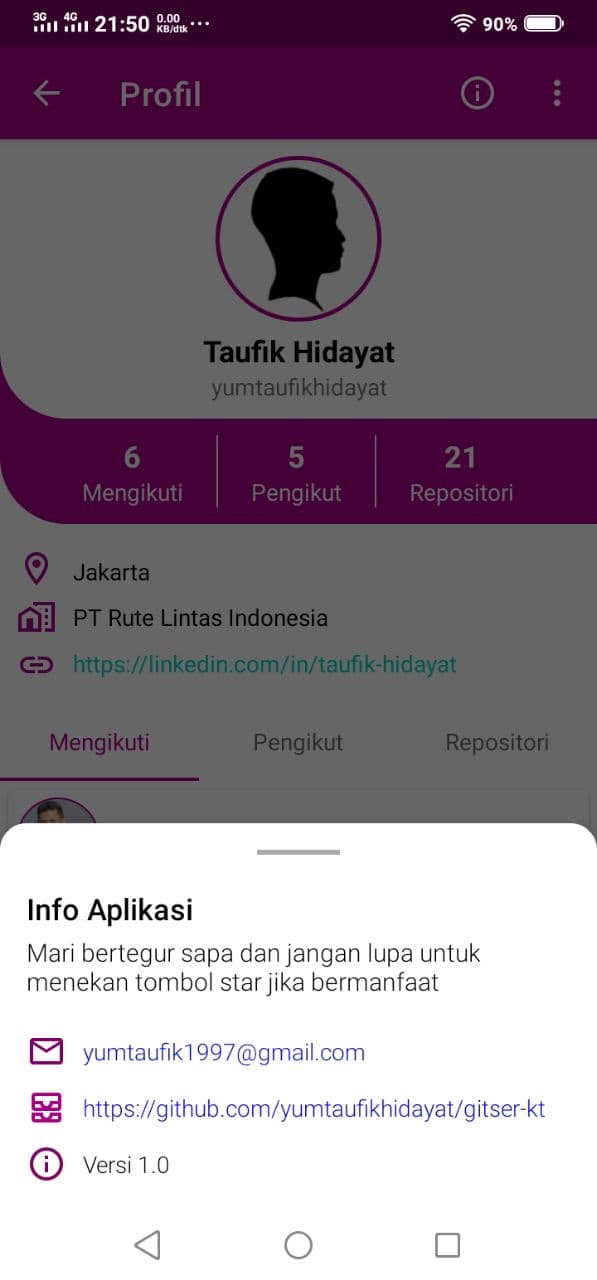 3G 4G 21:50 0.00 KB/dtk ... 90%
Profil
Taufik Hidayat
yumtaufikhidayat
6 5 21
Mengikuti Pengikut Repositori
Jakarta
PT Rute Lintas Indonesia
https://linkedin.com/in/taufik-hidayat
Mengikuti Pengikut Repositori
Info Aplikasi
Mari bertegur sapa dan jangan lupa untuk
menekan tombol star jika bermanfaat
yumtaufik1997@gmail.com
https://github.com/yumtaufikhidayat/gitser-kt
Versi 1.0